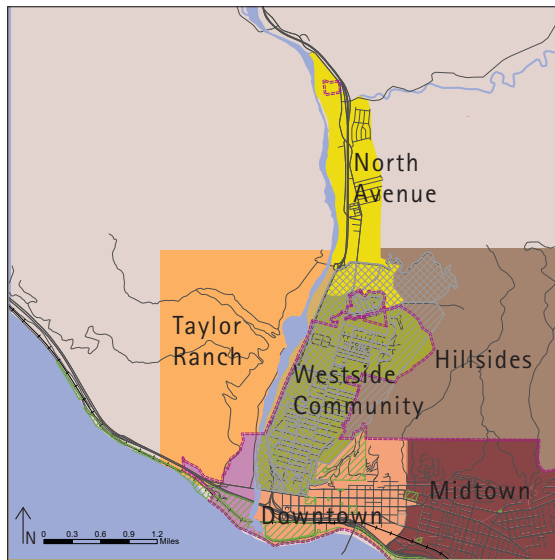 North
Avenue
Taylor
Ranch
Westside
Community
Hillsides
Midtown
Downtown
N
0 0.3 0.6 0.9 1.2
Miles